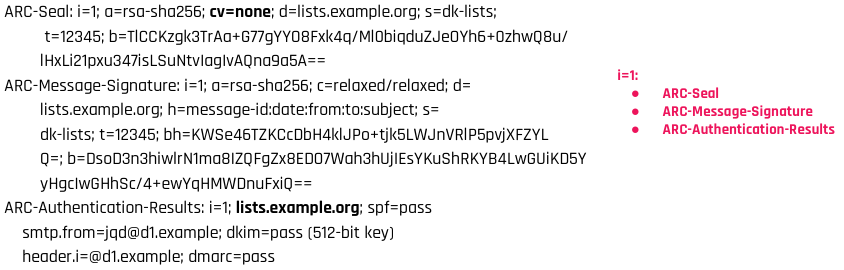 ARC-Seal: i=1; a=rsa-sha256; cv=none; d=lists.example.org; s=dk-lists;
t=12345; b=TlCCKzgk3TrAa+G77gYYO8Fxk4q/Ml0biqduZJeOYh6+0zhwQ8u/
lHxLi21pxu347isLSuNtvIagIvAQna9a5A==
ARC-Message-Signature: i=1; a=rsa-sha256; c=relaxed/relaxed; d=
lists.example.org; h=message-id:date:from:to:subject; s=
dk-lists; t=12345; bh=KWSe46TZKCcDbH4klJPo+tjk5LWJnVRlP5pvjXFZYL
Q=; b=DsoD3n3hiwlrN1ma8IZQFgZx8EDO7Wah3hUjIEsYKuShRKYB4LwGUiKD5Y
yHgcIwGHhSc/4+ewYqHMWDnuFxiQ==
ARC-Authentication-Results: i=1; lists.example.org; spf=pass
smtp.from=jqd@d1.example; dkim=pass (512-bit key)
header.i=@d1.example; dmarc=pass
i=1:
● ARC-Seal
● ARC-Message-Signature
● ARC-Authentication-Results